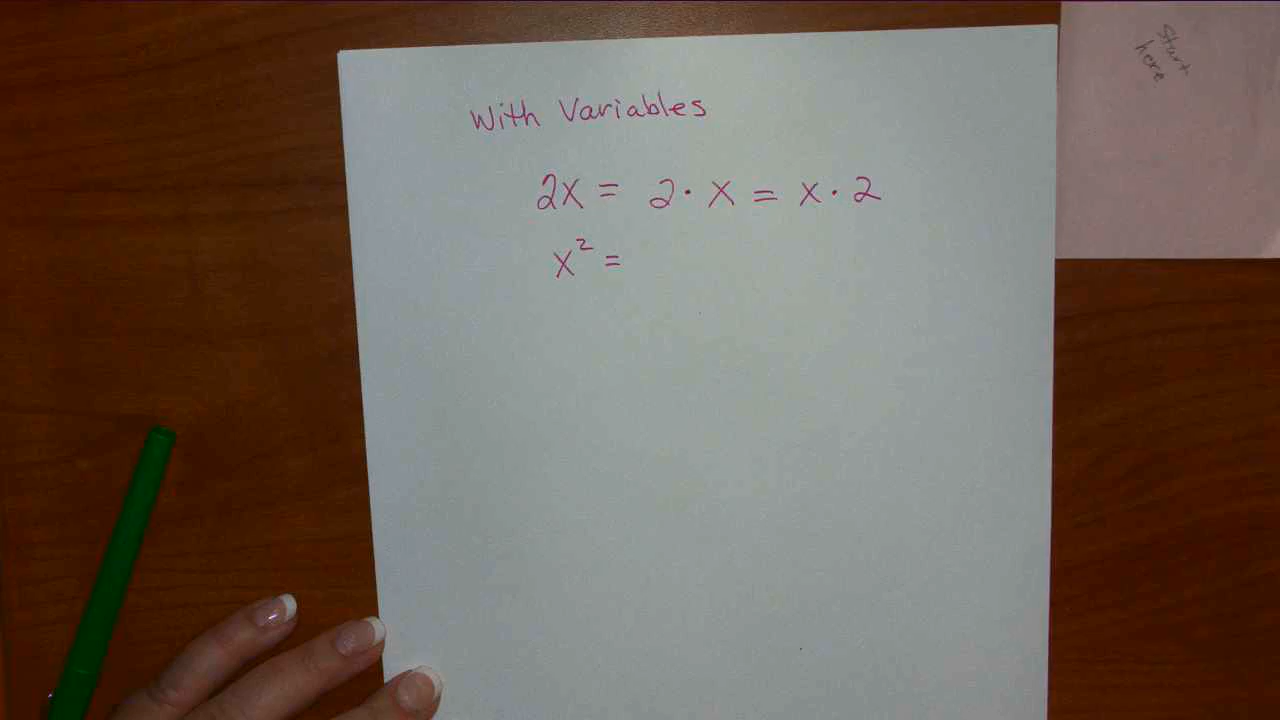 With Variables
2x = 2 · x = x · 2
x² =
Start
here